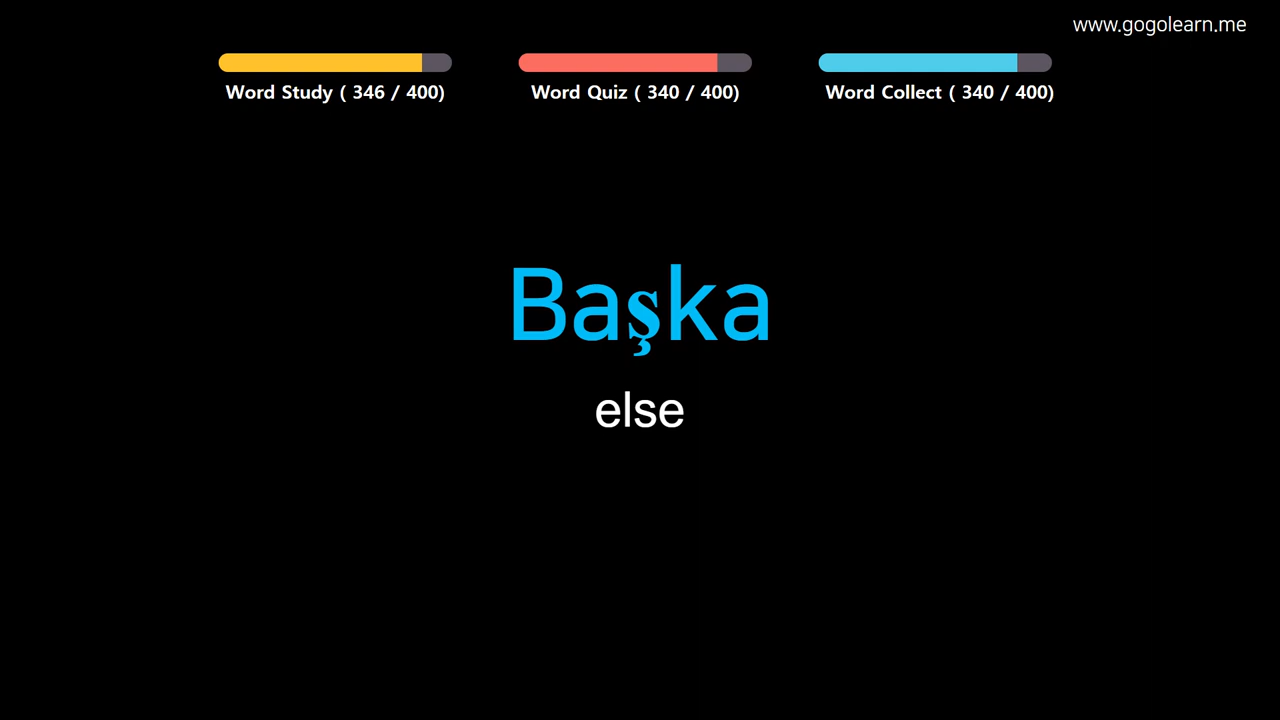 www.gogolearn.me
Word Study ( 346 / 400)
Word Quiz ( 340 / 400)
Word Collect ( 340 / 400)
Başka
else